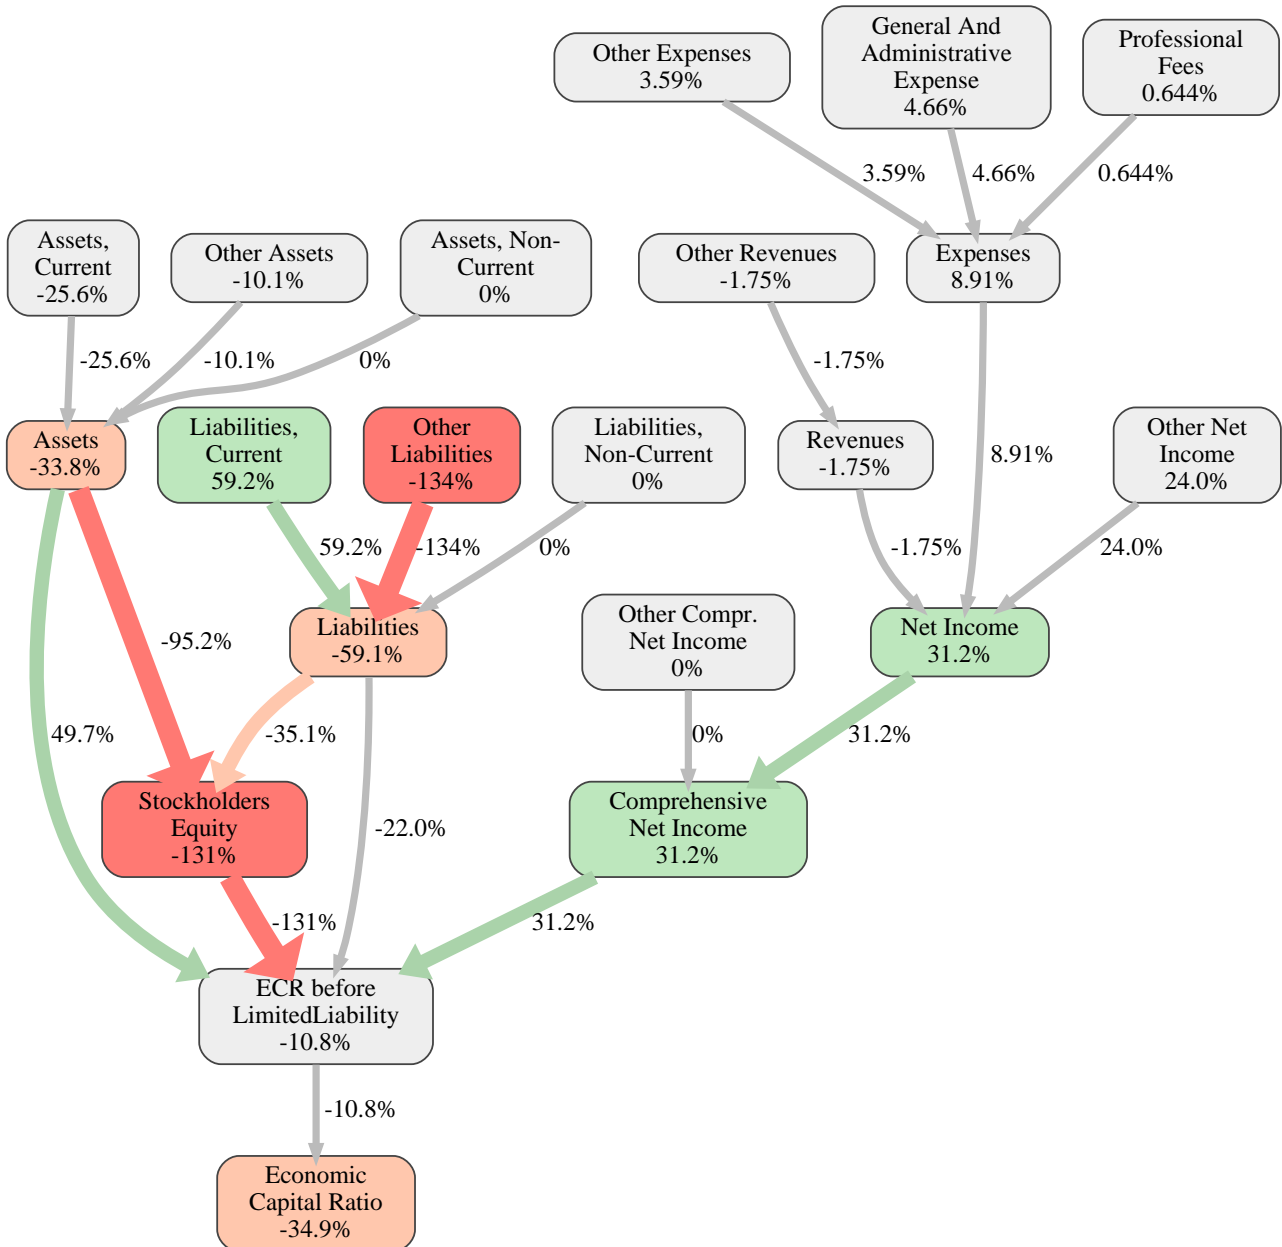 Other Expenses
3.59%
General And
Administrative
Expense
4.66%
Professional
Fees
0.644%
3.59%
4.66%
0.644%
Assets,
Current
-25.6%
Other Assets
-10.1%
Assets, Non-
Current
0%
Other Revenues
-1.75%
Expenses
8.91%
-25.6%
-10.1%
0%
-1.75%
8.91%
Assets
-33.8%
Liabilities,
Current
59.2%
Other
Liabilities
-134%
Liabilities,
Non-Current
0%
Revenues
-1.75%
Other Net
Income
24.0%
59.2%
-134%
0%
-1.75%
24.0%
-95.2%
Liabilities
-59.1%
Other Compr.
Net Income
0%
Net Income
31.2%
49.7%
-35.1%
0%
31.2%
Stockholders
Equity
-131%
-22.0%
Comprehensive
Net Income
31.2%
-131%
31.2%
ECR before
LimitedLiability
-10.8%
-10.8%
Economic
Capital Ratio
-34.9%